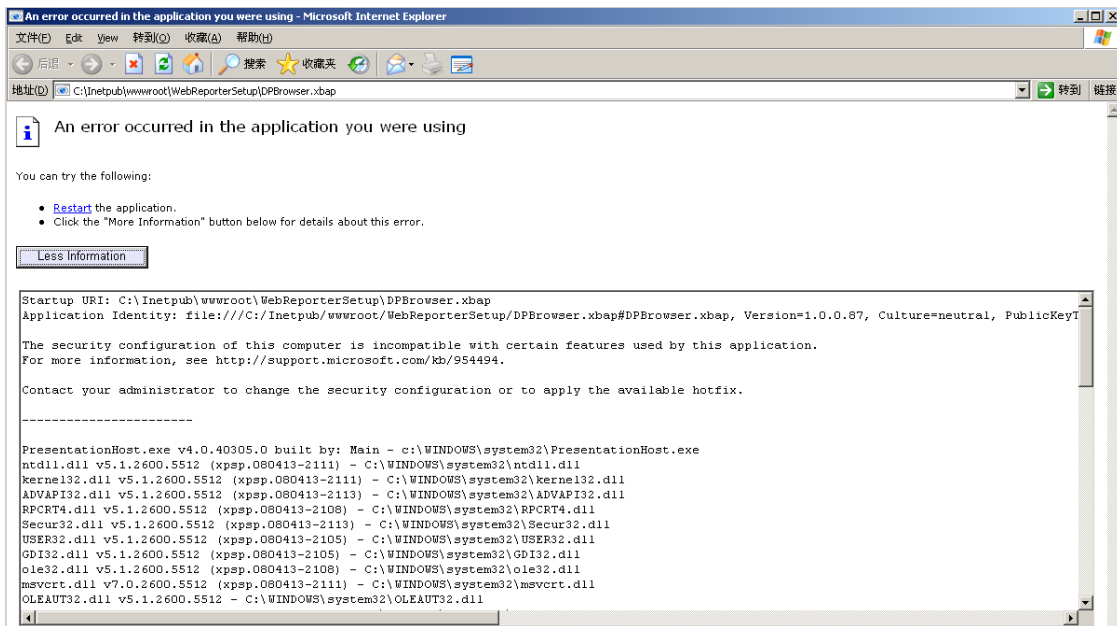 An error occurred in the application you were using - Microsoft Internet Explorer
文件(F) Edt View 转到(O) 收藏(A) 帮助(H)
后退 搜索 收藏夹
地址(D) C:\Inetpub\wwwroot\WebReporterSetup\DPBrowser.xbap 转到 链接
An error occurred in the application you were using
You can try the following:
Restart the application.
Click the "More Information" button below for details about this error.
Less Information
Startup URI: C:\Inetpub\wwwroot\WebReporterSetup\DPBrowser.xbap
Application Identity: file:///C:/Inetpub/wwwroot/WebReporterSetup/DPBrowser.xbap#DPBrowser.xbap, Version=1.0.0.87, Culture=neutral, PublicKeyT
The security configuration of this computer is incompatible with certain features used by this application.
For more information, see http://support.microsoft.com/kb/954494.
Contact your administrator to change the security configuration or to apply the available hotfix.
-----------------------
PresentationHost.exe v4.0.40305.0 built by: Main - c:\WINDOWS\system32\PresentationHost.exe
ntdll.dll v5.1.2600.5512 (xpsp.080413-2111) - C:\WINDOWS\system32\ntdll.dll
kernel32.dll v5.1.2600.5512 (xpsp.080413-2111) - C:\WINDOWS\system32\kernel32.dll
ADVAPI32.dll v5.1.2600.5512 (xpsp.080413-2113) - C:\WINDOWS\system32\ADVAPI32.dll
RPCRT4.dll v5.1.2600.5512 (xpsp.080413-2108) - C:\WINDOWS\system32\RPCRT4.dll
Secur32.dll v5.1.2600.5512 (xpsp.080413-2113) - C:\WINDOWS\system32\Secur32.dll
USER32.dll v5.1.2600.5512 (xpsp.080413-2105) - C:\WINDOWS\system32\USER32.dll
GDI32.dll v5.1.2600.5512 (xpsp.080413-2105) - C:\WINDOWS\system32\GDI32.dll
ole32.dll v5.1.2600.5512 (xpsp.080413-2108) - C:\WINDOWS\system32\ole32.dll
msvcrt.dll v7.0.2600.5512 (xpsp.080413-2111) - C:\WINDOWS\system32\msvcrt.dll
OLEAUT32.dll v5.1.2600.5512 - C:\WINDOWS\system32\OLEAUT32.dll